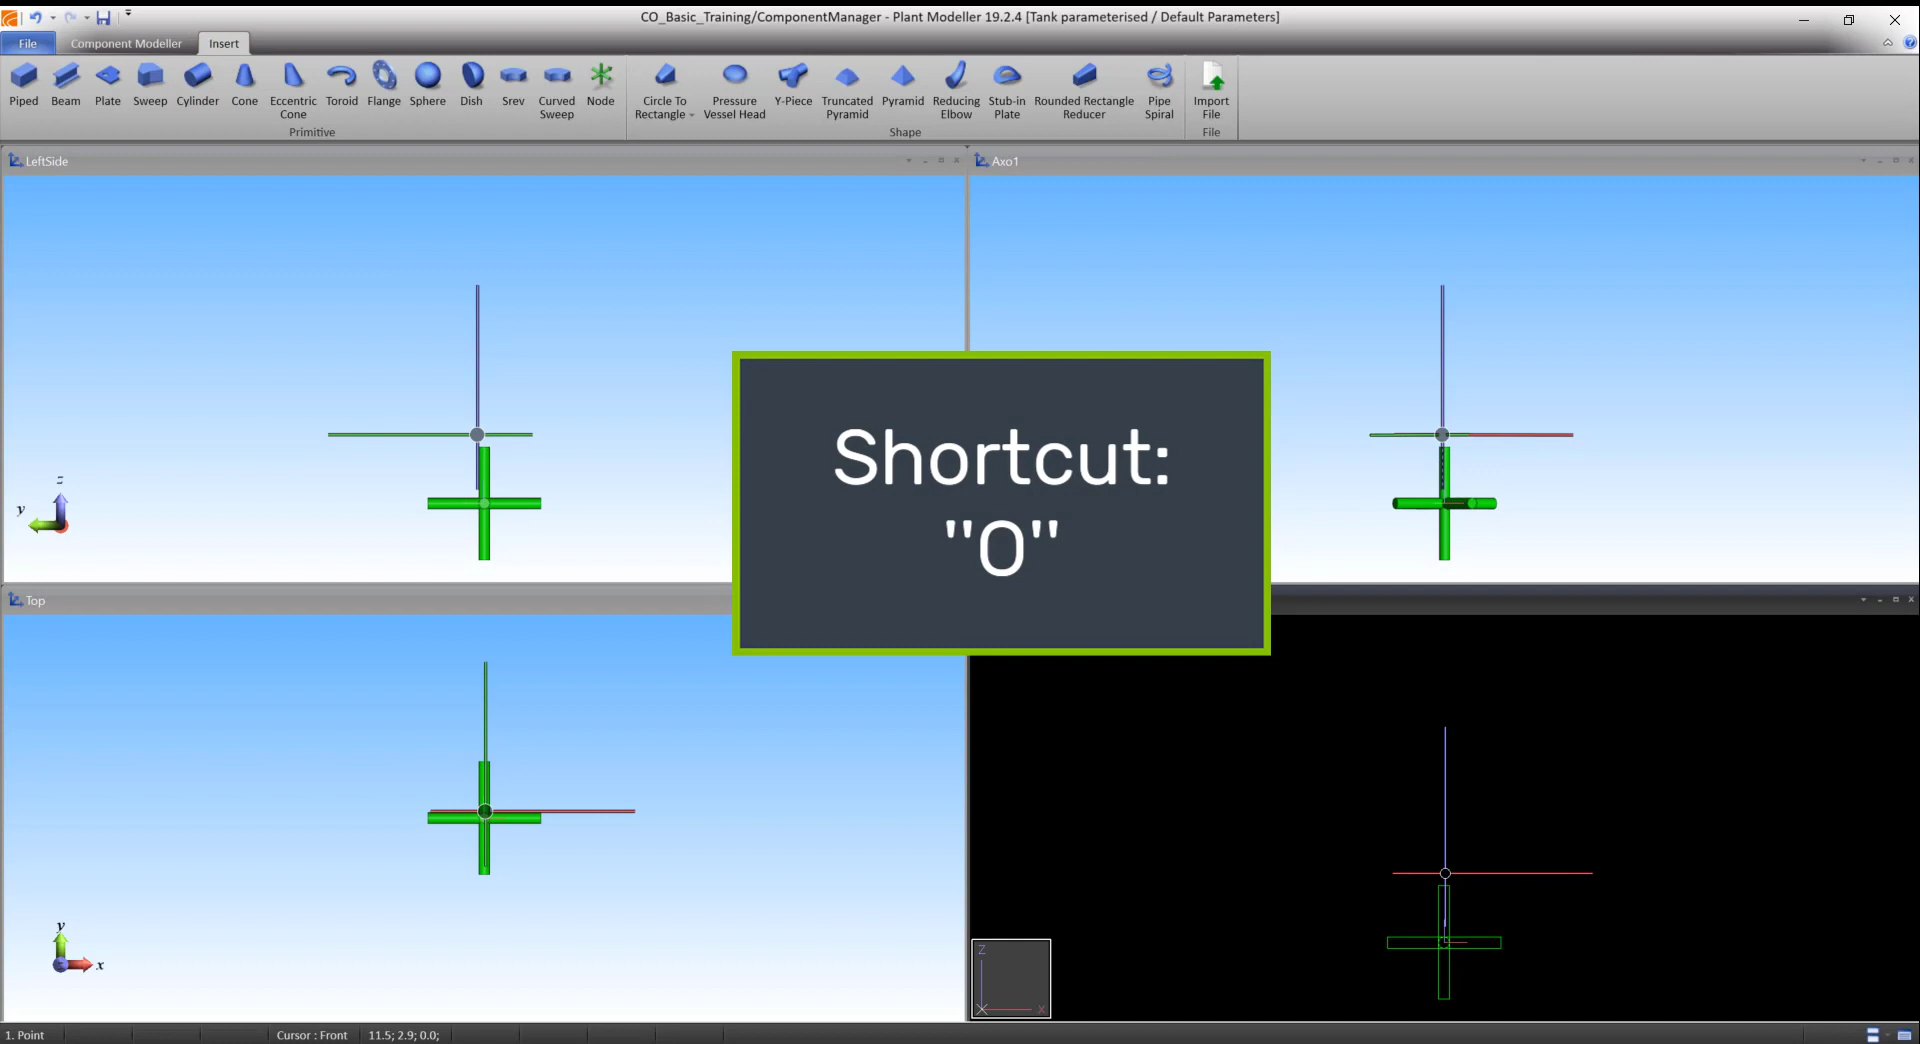 CO_Basic_Training/ComponentManager - Plant Modeller 19.2.4 [Tank parameterised / Default Parameters]
File
Component Modeller
Insert
Piped
Beam
Plate
Sweep
Cylinder
Cone
Eccentric
Cone
Toroid
Flange
Sphere
Dish
Srev
Curved
Sweep
Node
Primitive
Circle To
Rectangle
Pressure
Vessel Head
Y-Piece
Truncated
Pyramid
Pyramid
Reducing
Elbow
Stub-in
Plate
Rounded Rectangle
Reducer
Pipe
Spiral
Shape
Import
File
File
LeftSide
Axo1
z
y
Shortcut:
"O"
Top
y
x
Z
X
1. Point
Cursor : Front
11.5; 2.9; 0.0;